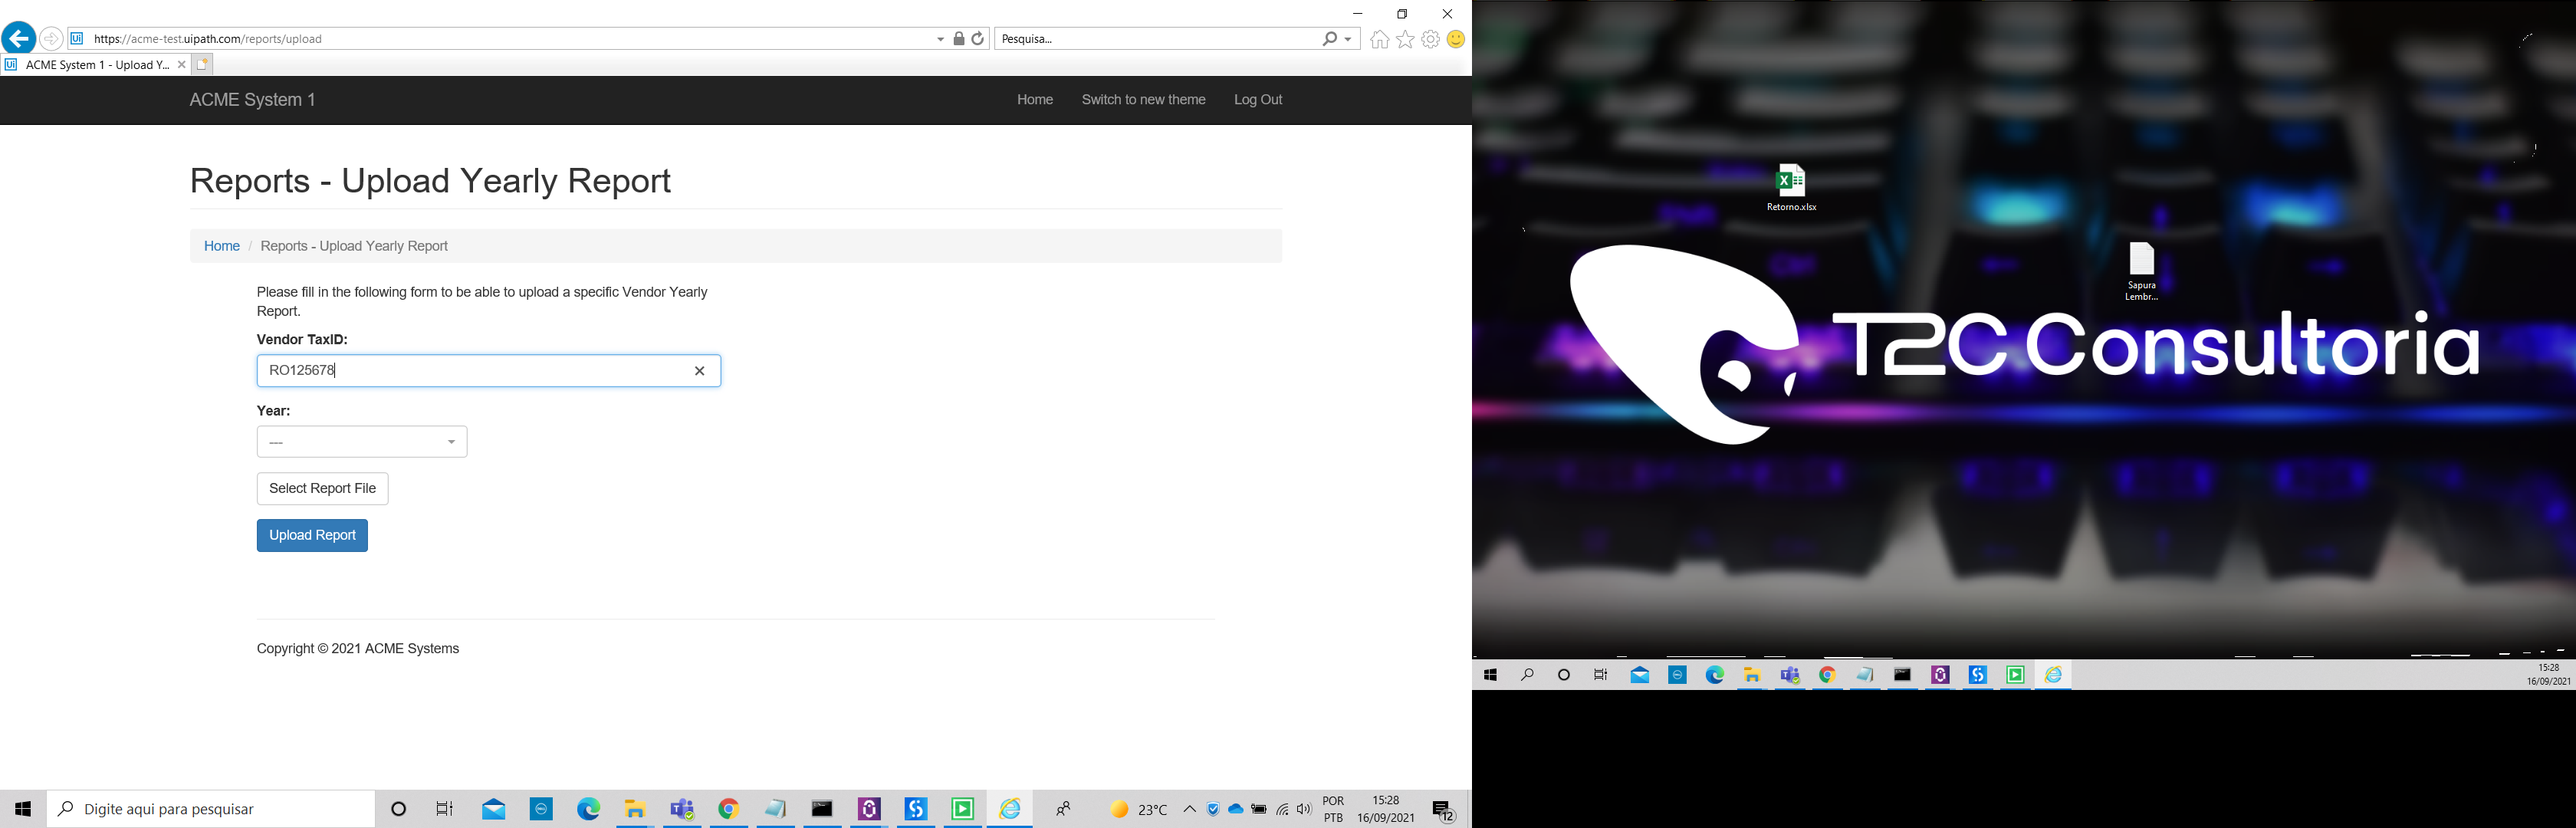 https://acme-test.uipath.com/reports/upload
Pesquisa...
ACME System 1 - Upload Y...
ACME System 1
Home
Switch to new theme
Log Out
Reports - Upload Yearly Report
Home / Reports - Upload Yearly Report
Please fill in the following form to be able to upload a specific Vendor Yearly
Report.
Vendor TaxID:
RO125678
Year:
---
Select Report File
Upload Report
Copyright © 2021 ACME Systems
Digite aqui para pesquisar
23°C
POR
PTB
15:28
16/09/2021
12
Retorno.xlsx
Sapura
Lembr...
T2C Consultoria
15:28
16/09/2021